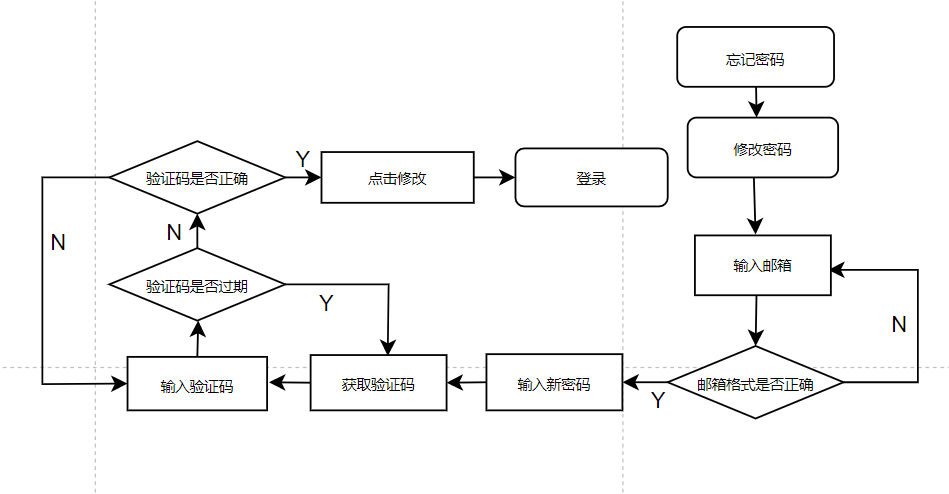 忘记密码
修改密码
验证码是否正确
Y
点击修改
登录
N
N
验证码是否过期
Y
输入邮箱
N
输入验证码
获取验证码
输入新密码
Y
邮箱格式是否正确